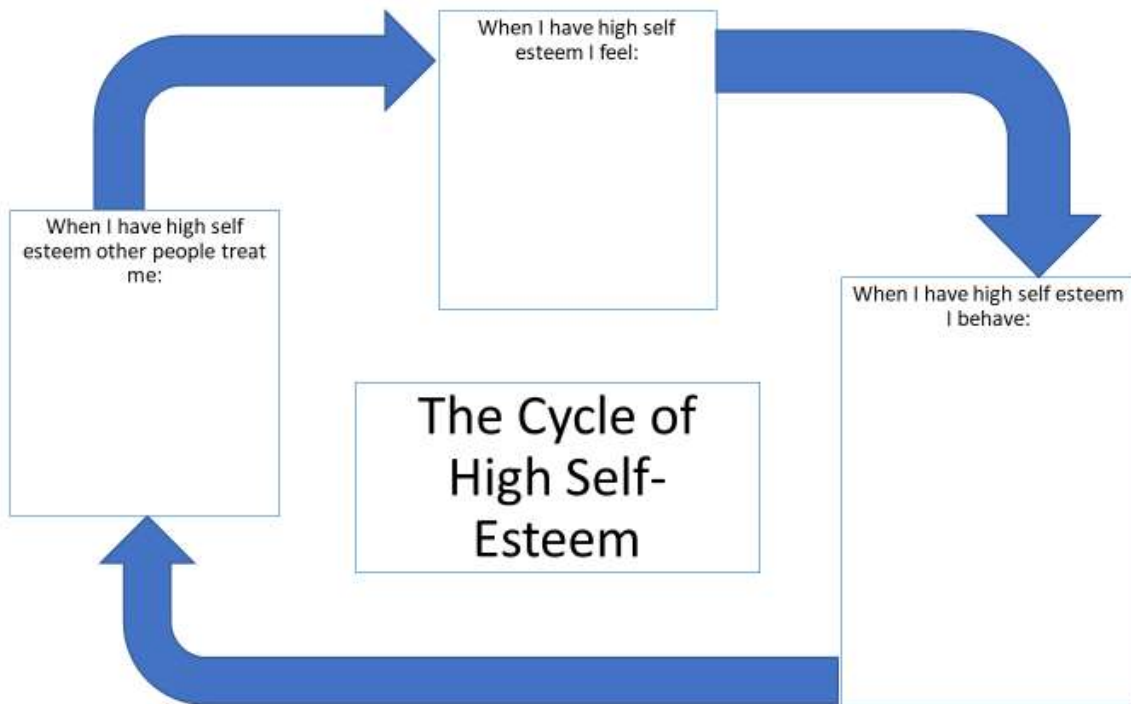 When I have high self
esteem I feel:
When I have high self
esteem other people treat
me:
When I have high self esteem
I behave:
The Cycle of
High Self-
Esteem